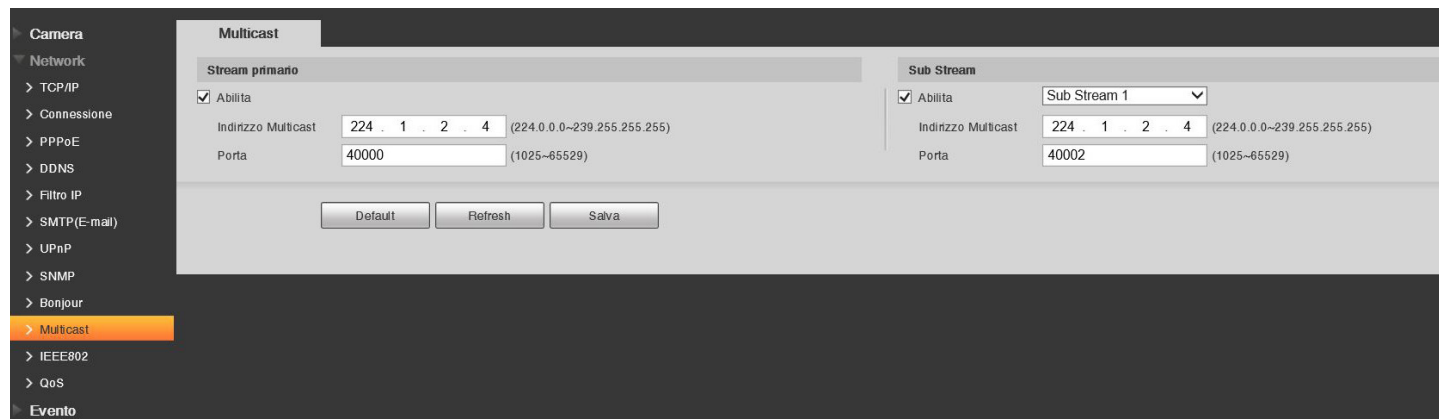 Camera
Network
> TCP/IP
> Connessione
> PPPoE
> DDNS
> Filtro IP
> SMTP(E-mail)
> UPnP
> SNMP
> Bonjour
> Multicast
> IEEE802
> QoS
Evento
Multicast
Stream primario
Abilita
Indirizzo Multicast 224 . 1 . 2 . 4 (224.0.0.0~239.255.255.255)
Porta 40000 (1025~65529)
Sub Stream
Abilita Sub Stream 1
Indirizzo Multicast 224 . 1 . 2 . 4 (224.0.0.0~239.255.255.255)
Porta 40002 (1025~65529)
Default Refresh Salva